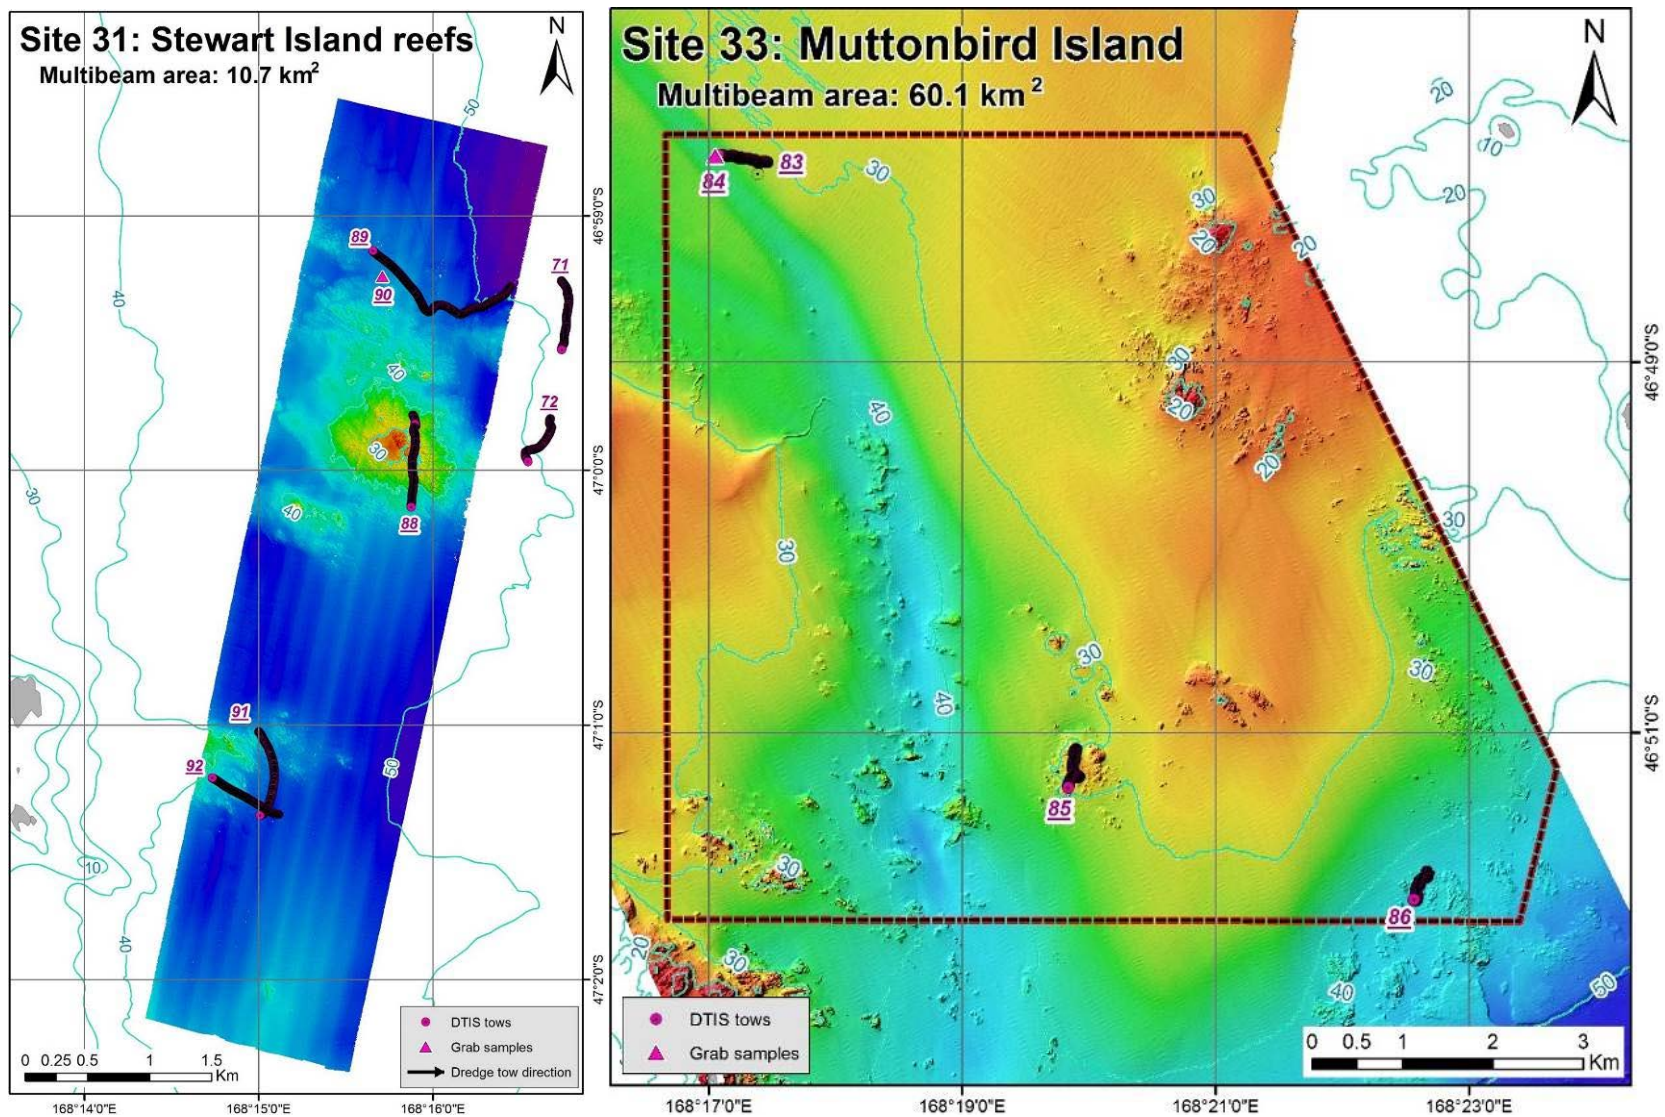 Site 31: Stewart Island reefs
Multibeam area: 10.7 km²
N
50
40
89
90
71
40
72
30
40
88
30
91
92
50
10
40
46°59'0"S
47°0'0"S
47°1'0"S
47°2'0"S
DTIS tows
Grab samples
Dredge tow direction
0 0.25 0.5 1 1.5
Km
168°14'0"E 168°15'0"E 168°16'0"E
Site 33: Muttonbird Island
Multibeam area: 60.1 km²
N
20
10
83
84
30
20
30
20
20
30
20
40
20
30
30
30
30
40
85
30
86
20
30
40
50
46°49'0"S
46°51'0"S
DTIS tows
Grab samples
0 0.5 1 2 3
Km
168°17'0"E 168°19'0"E 168°21'0"E 168°23'0"E